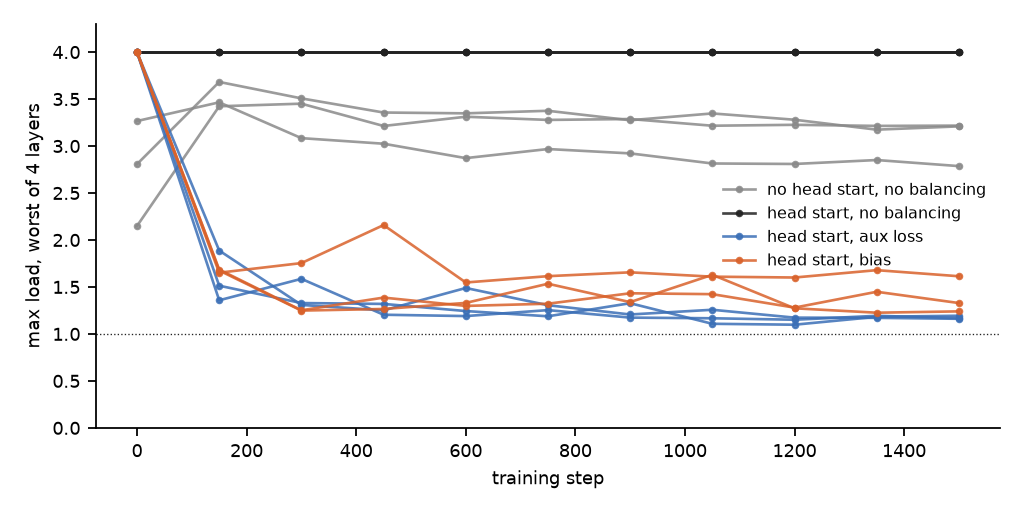 4.0
3.5
3.0
2.5
2.0
1.5
1.0
0.5
0.0
max load, worst of 4 layers
no head start, no balancing
head start, no balancing
head start, aux loss
head start, bias
0
200
400
600
800
1000
1200
1400
training step